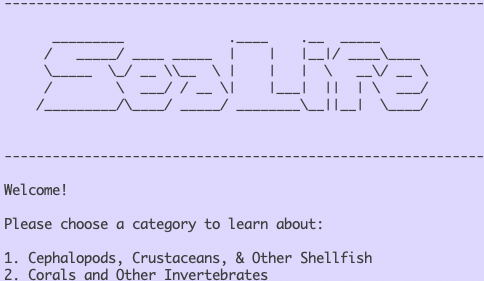 SeaLife
Welcome!
Please choose a category to learn about:
1. Cephalopods, Crustaceans, & Other Shellfish
2. Corals and Other Invertebrates